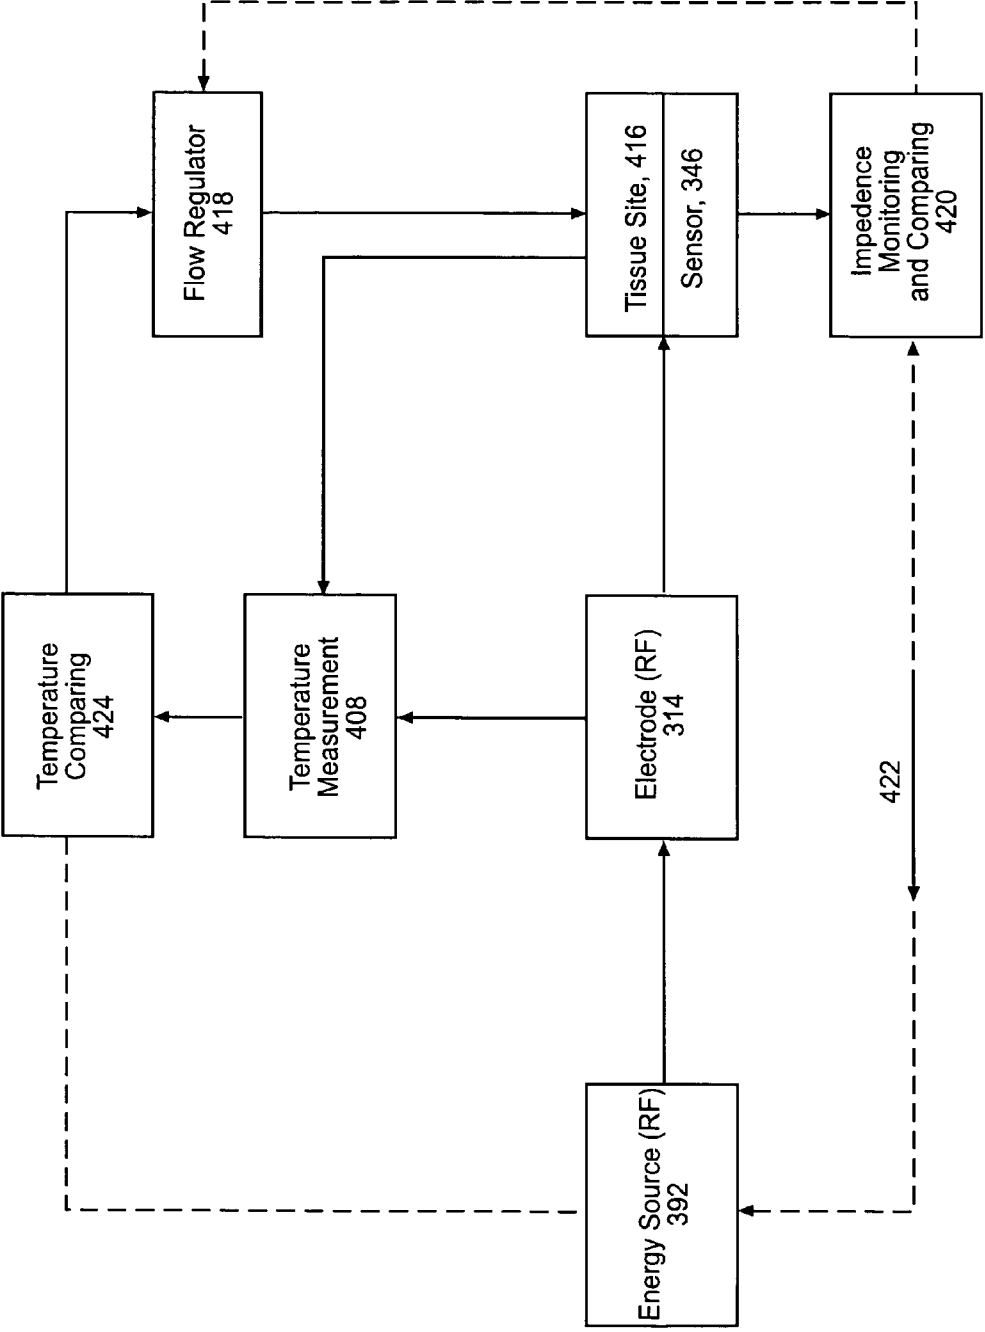 Temperature
Comparing
424
Flow Regulator
418
Temperature
Measurement
408
Energy Source (RF)
392
Electrode (RF)
314
Tissue Site, 416
Sensor, 346
422
Impedence
Monitoring
and Comparing
420